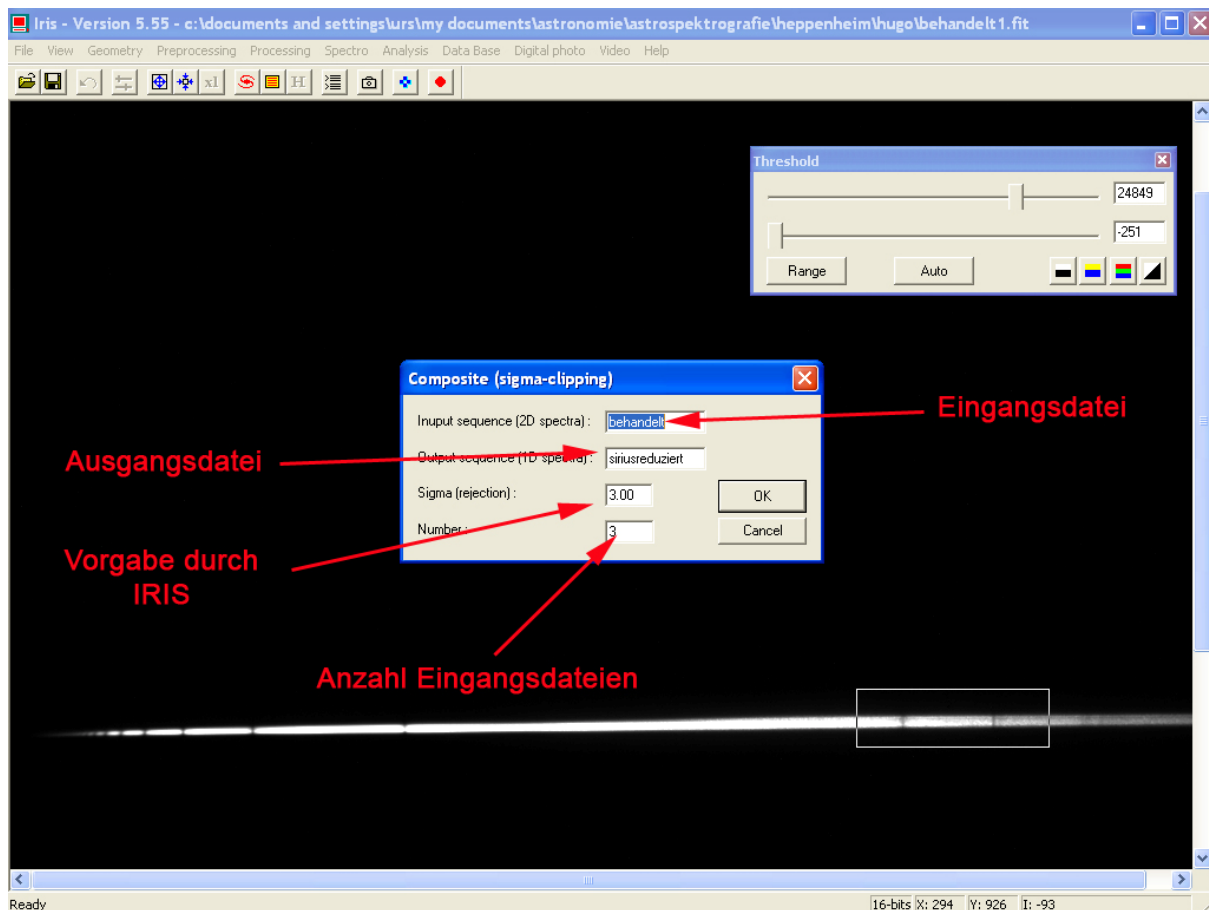 Iris - Version 5.55 - c:\documents and settings\urs\my documents\astronomie\astrospektrografie\heppenheim\hugo\behandelt1.fit
File View Geometry Preprocessing Processing Spectro Analysis Data Base Digital photo Video Help
x1 H
Threshold
24849
-251
Range Auto
Composite (sigma-clipping)
Inuput sequence (2D spectra) : behandelt
Eingangsdatei
Ausgangsdatei
Output sequence (1D spectra) : siriusreduziert
Sigma (rejection) : 3.00 OK
Number : 3 Cancel
Vorgabe durch
IRIS
Anzahl Eingangsdateien
Ready 16-bits X: 294 Y: 926 I: -93